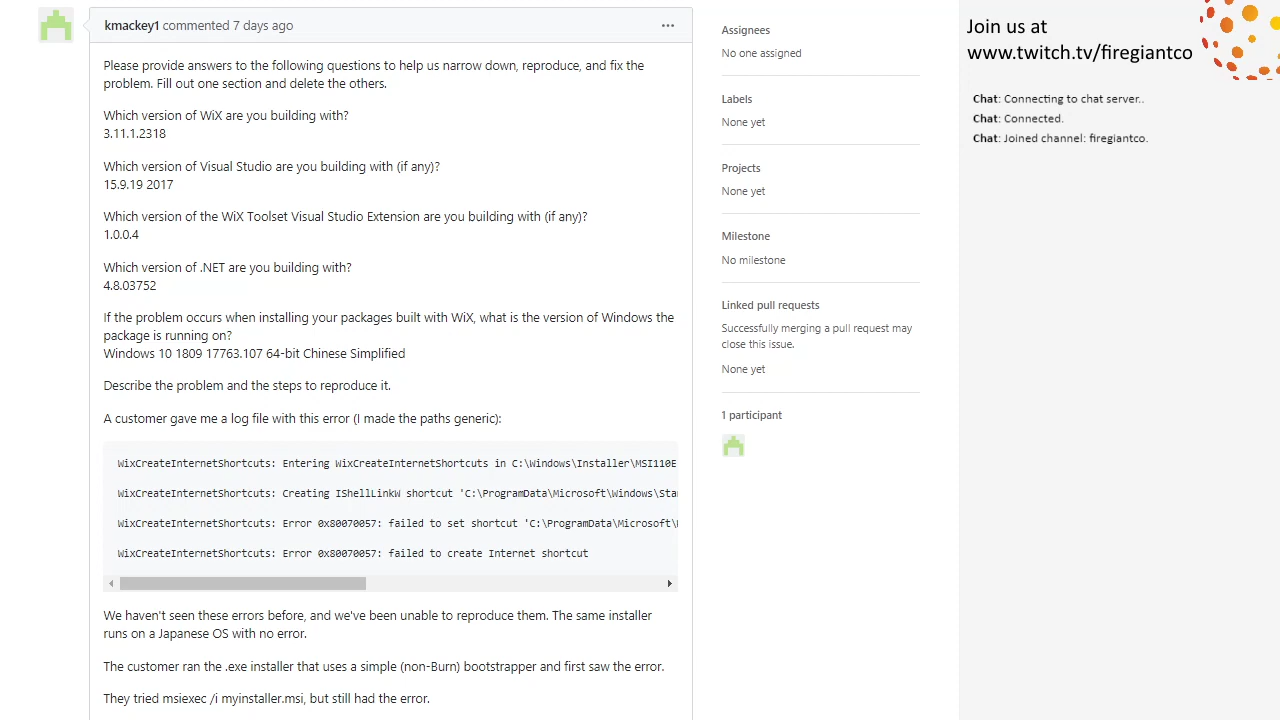 kmackey1 commented 7 days ago
Please provide answers to the following questions to help us narrow down, reproduce, and fix the
problem. Fill out one section and delete the others.
Which version of WiX are you building with?
3.11.1.2318
Which version of Visual Studio are you building with (if any)?
15.9.19 2017
Which version of the WiX Toolset Visual Studio Extension are you building with (if any)?
1.0.0.4
Which version of .NET are you building with?
4.8.03752
If the problem occurs when installing your packages built with WiX, what is the version of Windows the
package is running on?
Windows 10 1809 17763.107 64-bit Chinese Simplified
Describe the problem and the steps to reproduce it.
A customer gave me a log file with this error (I made the paths generic):
WixCreateInternetShortcuts: Entering WixCreateInternetShortcuts in C:\Windows\Installer\MSI110E
WixCreateInternetShortcuts: Creating IShellLinkW shortcut 'C:\ProgramData\Microsoft\Windows\Sta
WixCreateInternetShortcuts: Error 0x80070057: failed to set shortcut 'C:\ProgramData\Microsoft\
WixCreateInternetShortcuts: Error 0x80070057: failed to create Internet shortcut
We haven't seen these errors before, and we've been unable to reproduce them. The same installer
runs on a Japanese OS with no error.
The customer ran the .exe installer that uses a simple (non-Burn) bootstrapper and first saw the error.
They tried msiexec /i myinstaller.msi, but still had the error.
Assignees
No one assigned
Labels
None yet
Projects
None yet
Milestone
No milestone
Linked pull requests
Successfully merging a pull request may
close this issue.
None yet
1 participant
Join us at
www.twitch.tv/firegiantco
Chat: Connecting to chat server..
Chat: Connected.
Chat: Joined channel: firegiantco.